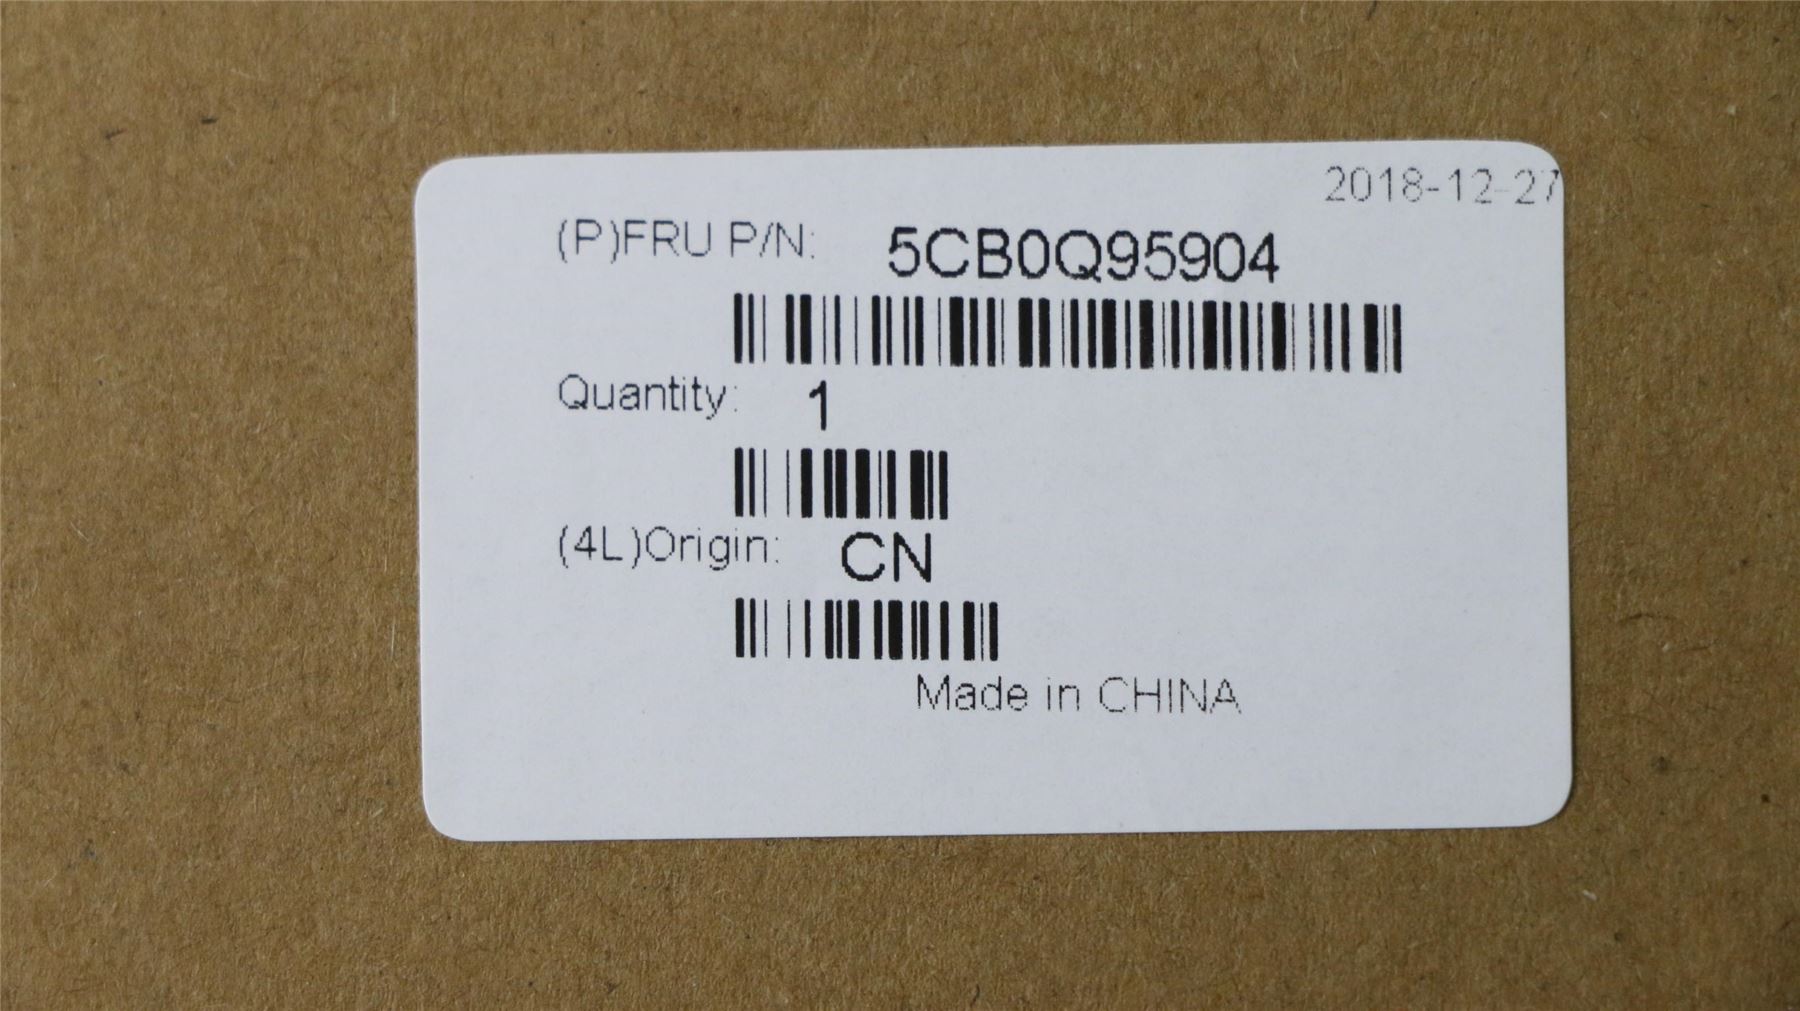 2018-12-27
(P)FRU P/N: 5CB0Q95904
Quantity: 1
(4L)Origin: CN
Made in CHINA